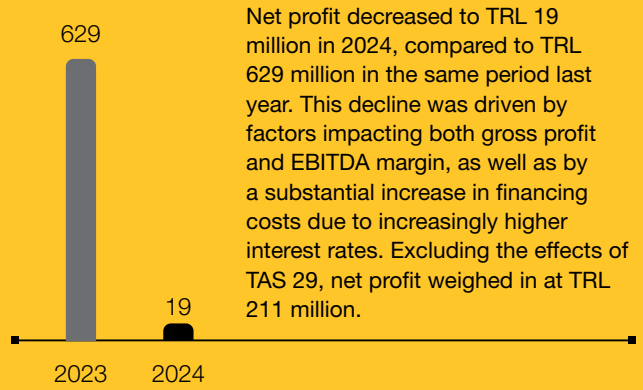 629
19
2023 2024
Net profit decreased to TRL 19
million in 2024, compared to TRL
629 million in the same period last
year. This decline was driven by
factors impacting both gross profit
and EBITDA margin, as well as by
a substantial increase in financing
costs due to increasingly higher
interest rates. Excluding the effects of
TAS 29, net profit weighed in at TRL
211 million.